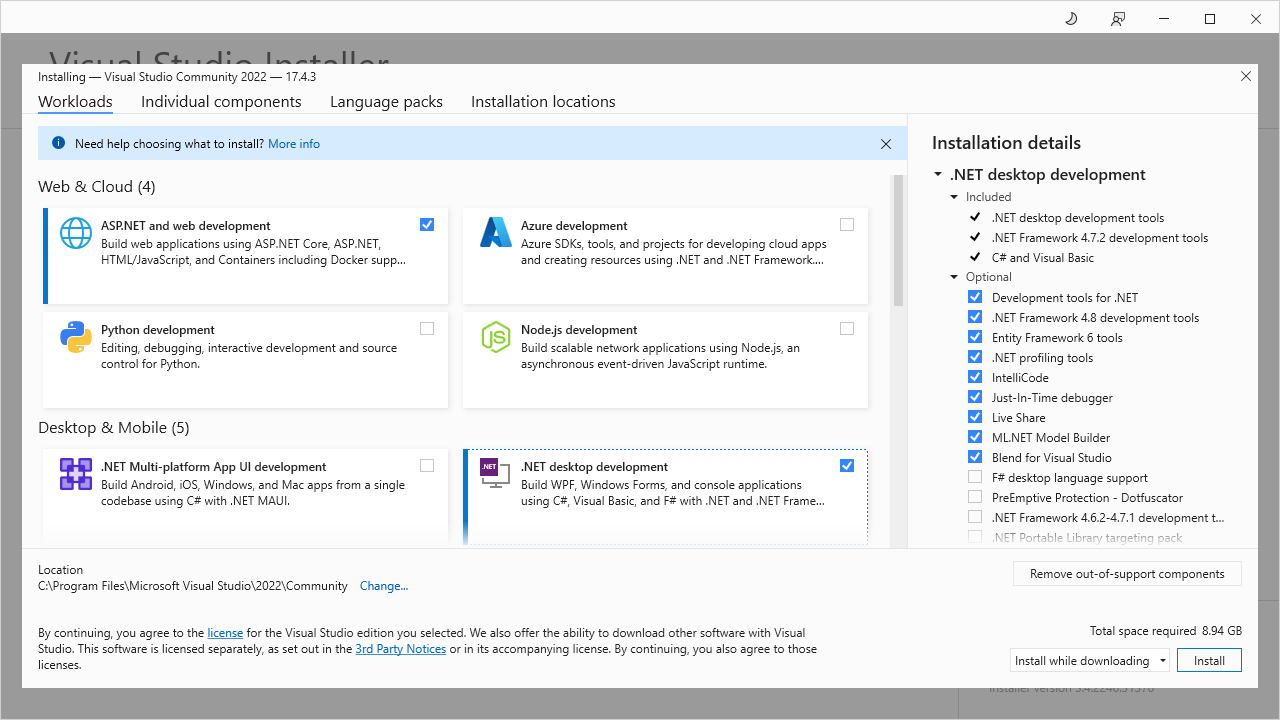 Visual Studio Installer
Installing — Visual Studio Community 2022 — 17.4.3
Workloads
Individual components
Language packs
Installation locations
Need help choosing what to install? More info
Web & Cloud (4)
ASP.NET and web development
Build web applications using ASP.NET Core, ASP.NET,
HTML/JavaScript, and Containers including Docker supp...
Azure development
Azure SDKs, tools, and projects for developing cloud apps
and creating resources using .NET and .NET Framework....
Python development
Editing, debugging, interactive development and source
control for Python.
Node.js development
Build scalable network applications using Node.js, an
asynchronous event-driven JavaScript runtime.
Desktop & Mobile (5)
.NET Multi-platform App UI development
Build Android, iOS, Windows, and Mac apps from a single
codebase using C# with .NET MAUI.
.NET
.NET desktop development
Build WPF, Windows Forms, and console applications
using C#, Visual Basic, and F# with .NET and .NET Frame...
Installation details
.NET desktop development
Included
.NET desktop development tools
.NET Framework 4.7.2 development tools
C# and Visual Basic
Optional
Development tools for .NET
.NET Framework 4.8 development tools
Entity Framework 6 tools
.NET profiling tools
IntelliCode
Just-In-Time debugger
Live Share
ML.NET Model Builder
Blend for Visual Studio
F# desktop language support
PreEmptive Protection - Dotfuscator
.NET Framework 4.6.2-4.7.1 development t...
.NET Portable Library targeting pack
Location
C:\Program Files\Microsoft Visual Studio\2022\Community Change...
Remove out-of-support components
By continuing, you agree to the license for the Visual Studio edition you selected. We also offer the ability to download other software with Visual
Studio. This software is licensed separately, as set out in the 3rd Party Notices or in its accompanying license. By continuing, you also agree to those
licenses.
Total space required 8.94 GB
Install while downloading
Install